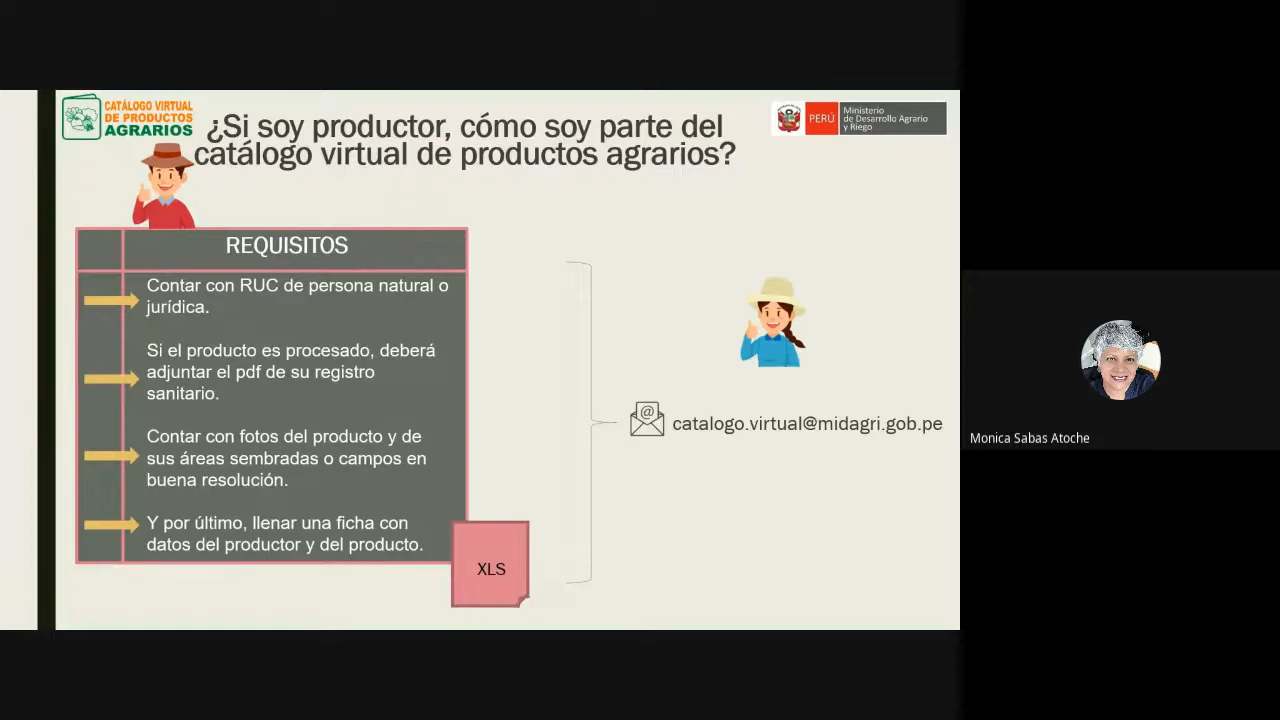 CATÁLOGO VIRTUAL
DE PRODUCTOS
AGRARIOS
¿Si soy productor, cómo soy parte del
catálogo virtual de productos agrarios?
PERÚ
Ministerio
de Desarrollo Agrario
y Riego
REQUISITOS
Contar con RUC de persona natural o
jurídica.
Si el producto es procesado, deberá
adjuntar el pdf de su registro
sanitario.
Contar con fotos del producto y de
sus áreas sembradas o campos en
buena resolución.
Y por último, llenar una ficha con
datos del productor y del producto.
XLS
@
catalogo.virtual@midagri.gob.pe
Monica Sabas Atoche